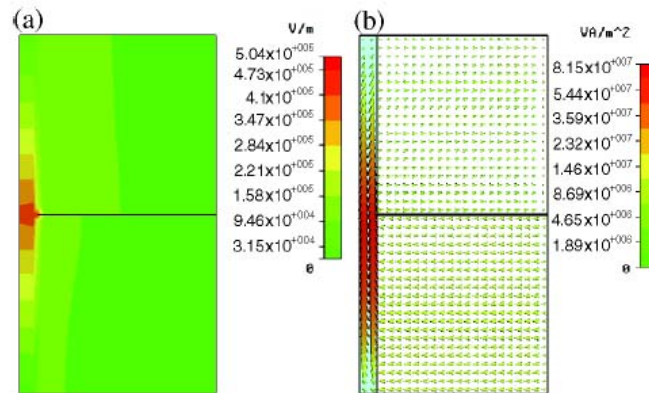 (a)
V/m
5.04x10+005
4.73x10+005
4.1x10+005
3.47x10+005
2.84x10+005
2.21x10+005
1.58x10+005
9.46x10+004
3.15x10+004
0
(b)
VA/m^2
8.15x10+007
5.44x10+007
3.59x10+007
2.32x10+007
1.46x10+007
8.69x10+006
4.65x10+006
1.89x10+006
0